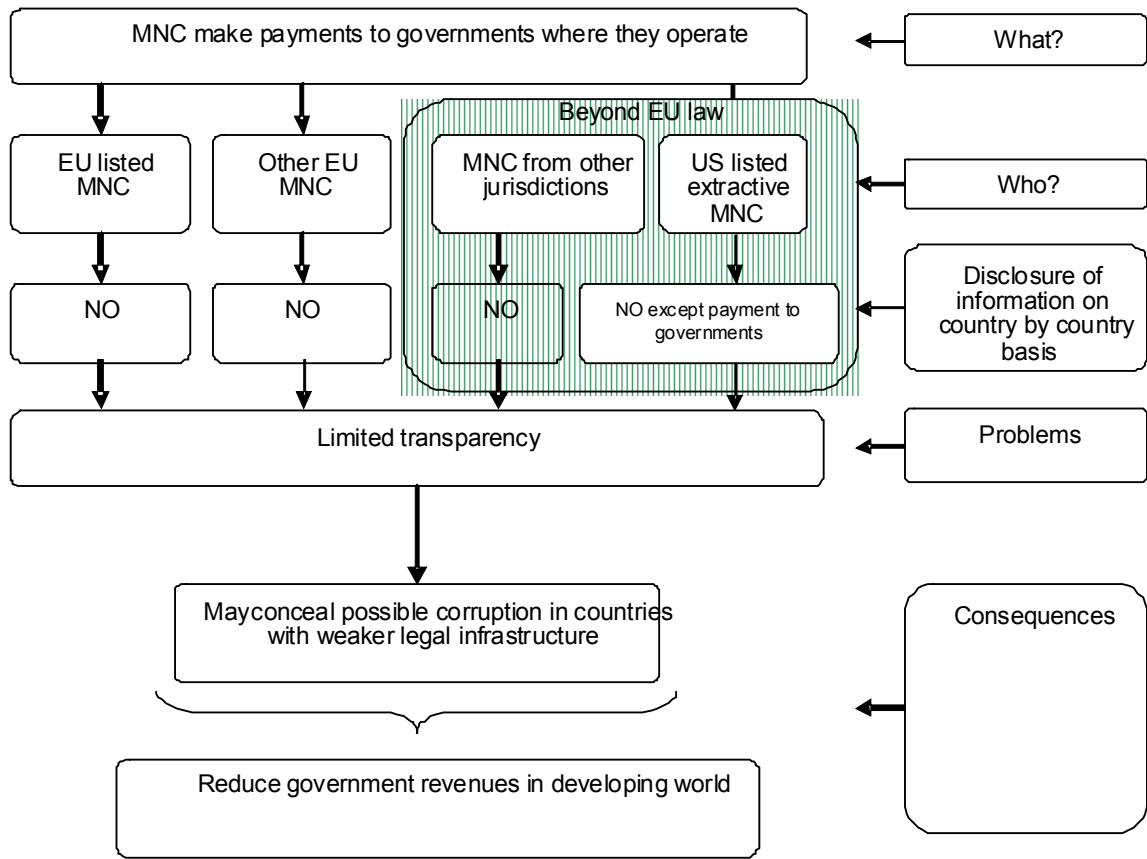 MNC make payments to governments where they operate
What?
Beyond EU law
EU listed
MNC
Other EU
MNC
MNC from other
jurisdictions
US listed
extractive
MNC
Who?
NO
NO
NO
NO except payment to
governments
Disclosure of
information on
country by country
basis
Limited transparency
Problems
Mayconceal possible corruption in countries
with weaker legal infrastructure
Consequences
Reduce government revenues in developing world